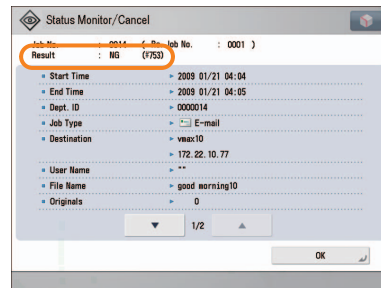 Status Monitor/Cancel
Job No. : 0014 ( Re-Job No. : 0001 )
Result : NG (#753)
Start Time ► 2009 01/21 04:04
End Time ► 2009 01/21 04:05
Dept. ID ► 0000014
Job Type ► E-mail
Destination ► vmax10
► 172.22.10.77
User Name ► ""
File Name ► good morning10
Originals ► 0
▼ 1/2 ▲
OK